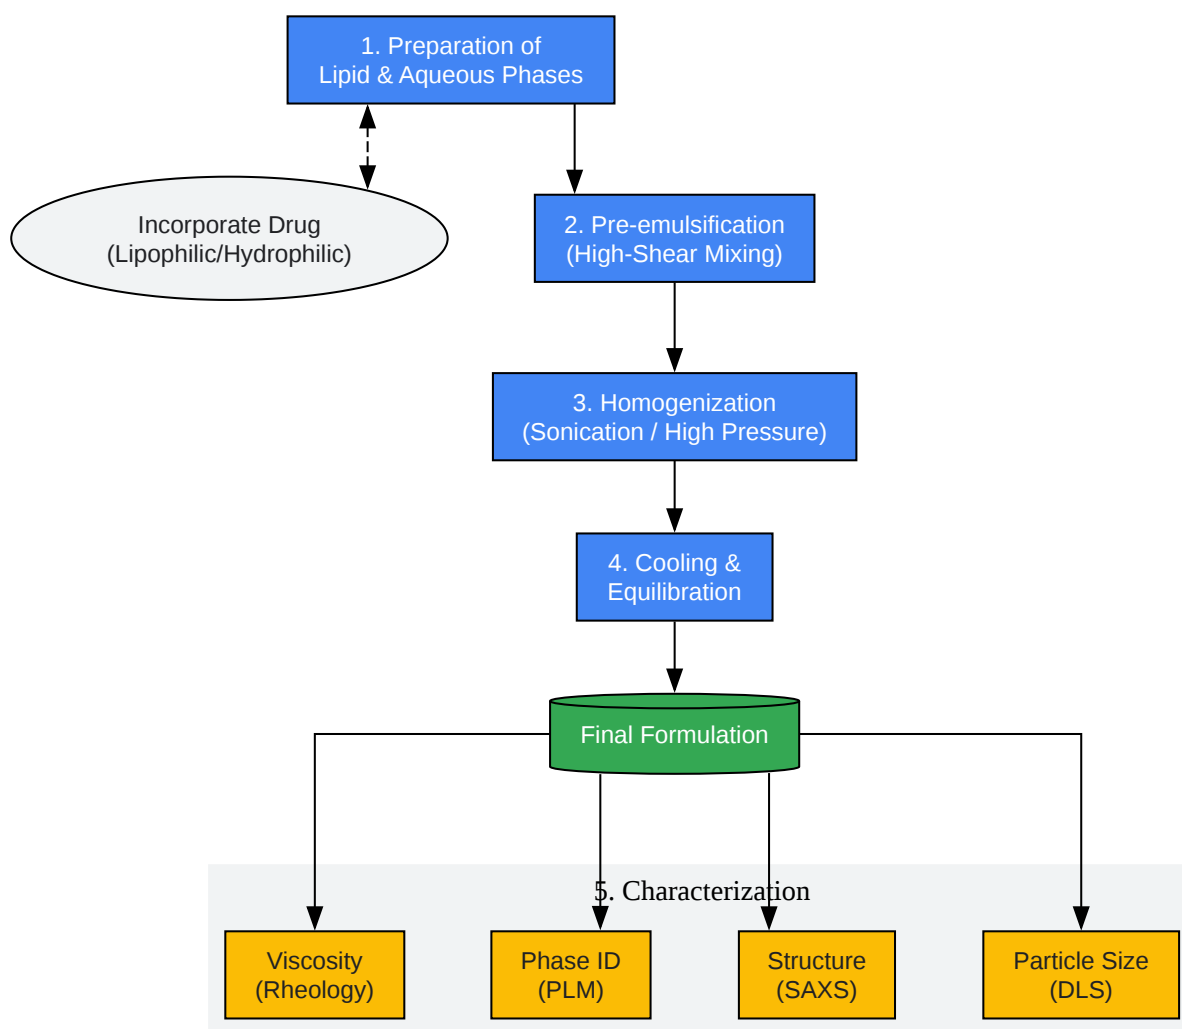 1. Preparation of
Lipid & Aqueous Phases
Incorporate Drug
(Lipophilic/Hydrophilic)
2. Pre-emulsification
(High-Shear Mixing)
3. Homogenization
(Sonication / High Pressure)
4. Cooling &
Equilibration
Final Formulation
5. Characterization
Viscosity
(Rheology)
Phase ID
(PLM)
Structure
(SAXS)
Particle Size
(DLS)